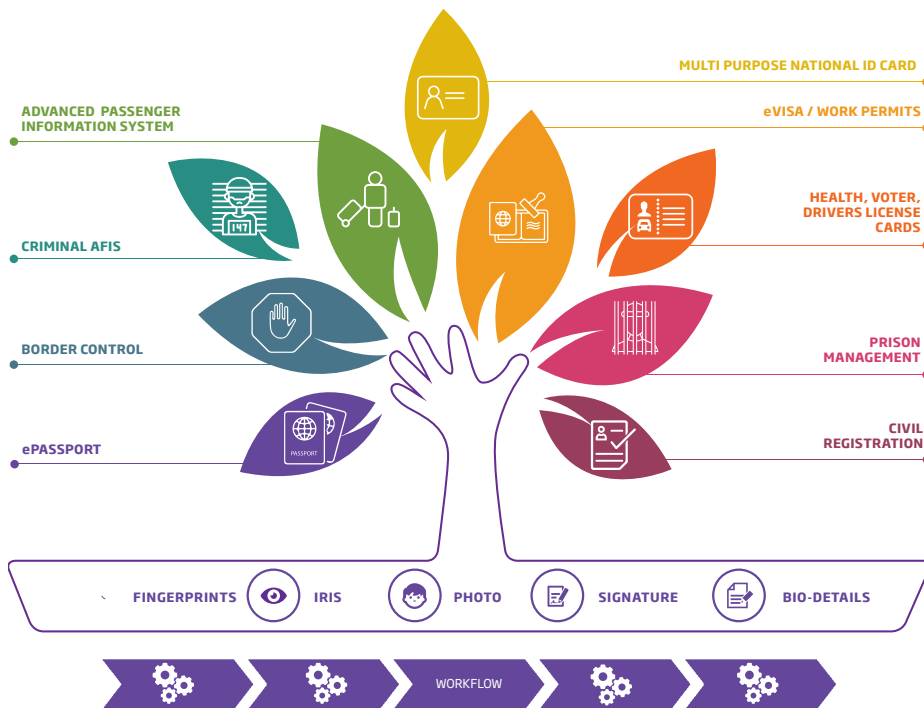 MULTI PURPOSE NATIONAL ID CARD
ADVANCED PASSENGER
INFORMATION SYSTEM
eVISA / WORK PERMITS
HEALTH, VOTER,
DRIVERS LICENSE
CARDS
147
CRIMINAL AFIS
BORDER CONTROL
PRISON
MANAGEMENT
ePASSPORT
PASSPORT
CIVIL
REGISTRATION
FINGERPRINTS
IRIS
PHOTO
SIGNATURE
BIO-DETAILS
WORKFLOW